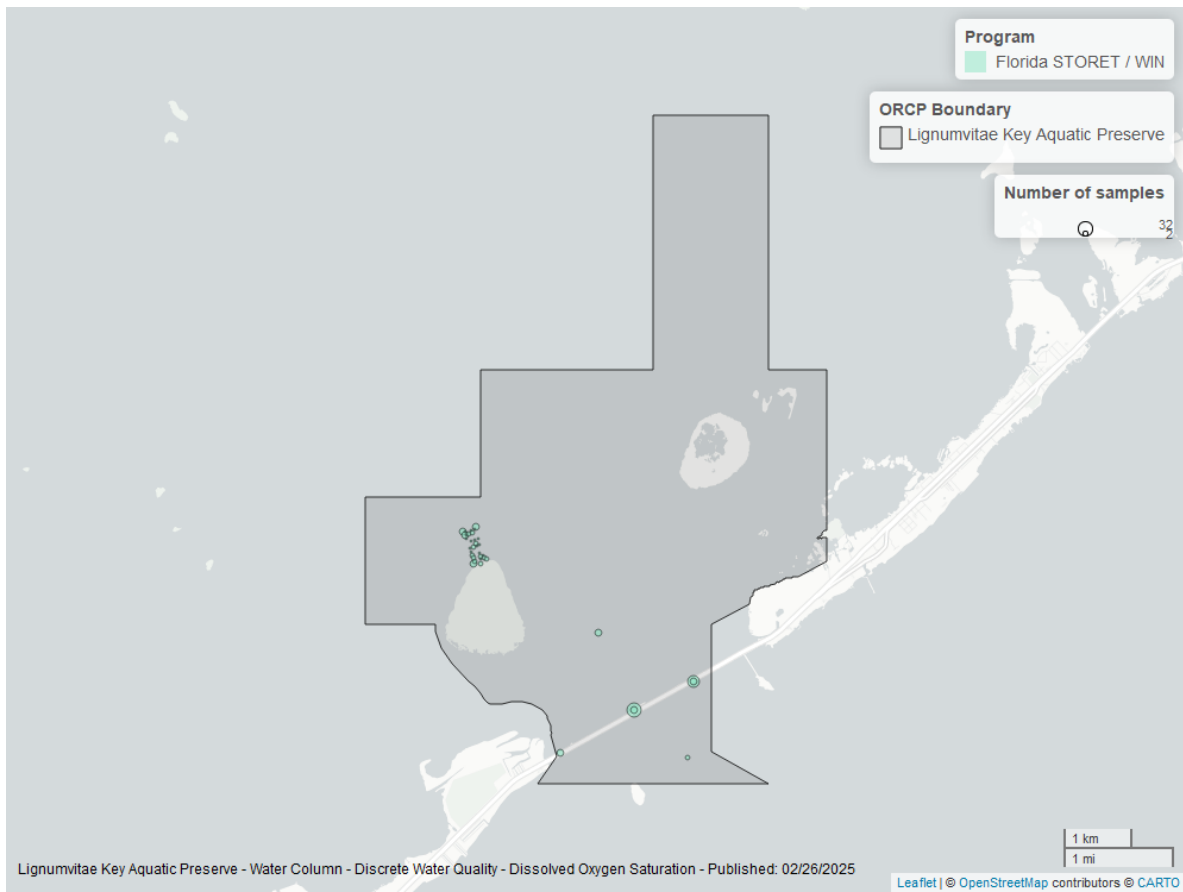 Program
Florida STORET / WIN
ORCP Boundary
Lignumvitae Key Aquatic Preserve
Number of samples
32
2
1 km
1 mi
Lignumvitae Key Aquatic Preserve - Water Column - Discrete Water Quality - Dissolved Oxygen Saturation - Published: 02/26/2025
Leaflet | © OpenStreetMap contributors © CARTO